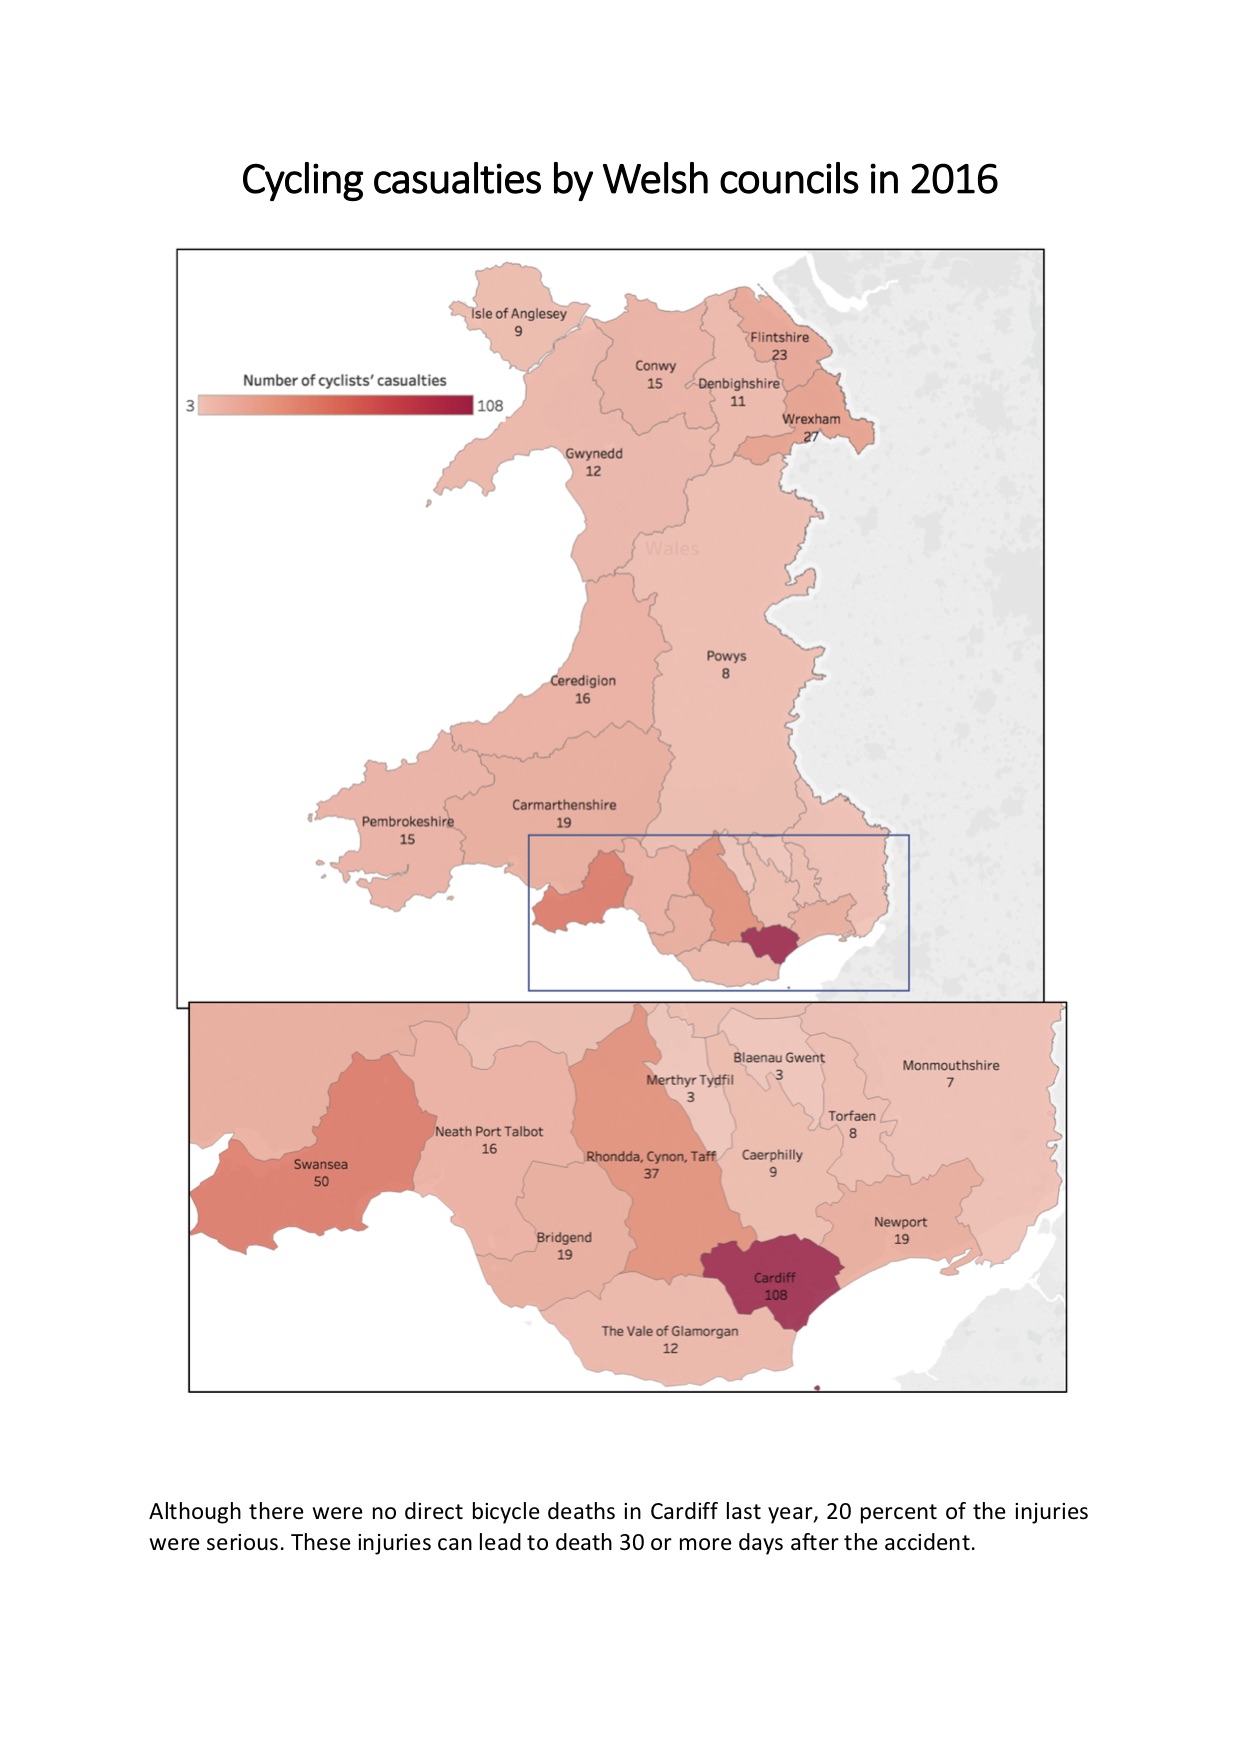 Cycling casualties by Welsh councils in 2016
Isle of Anglesey
9
Flintshire
23
Conwy
15
Number of cyclists’ casualties
3
108
Denbighshire
11
Wrexham
27
Gwynedd
12
Wales
Powys
8
Ceredigion
16
Carmarthenshire
19
Pembrokeshire
15
Blaenau Gwent
3
Monmouthshire
7
Merthyr Tydfil
3
Torfaen
8
Neath Port Talbot
16
Rhondda, Cynon, Taff
37
Caerphilly
9
Swansea
50
Newport
19
Bridgend
19
Cardiff
108
The Vale of Glamorgan
12
Although there were no direct bicycle deaths in Cardiff last year, 20 percent of the injuries
were serious. These injuries can lead to death 30 or more days after the accident.